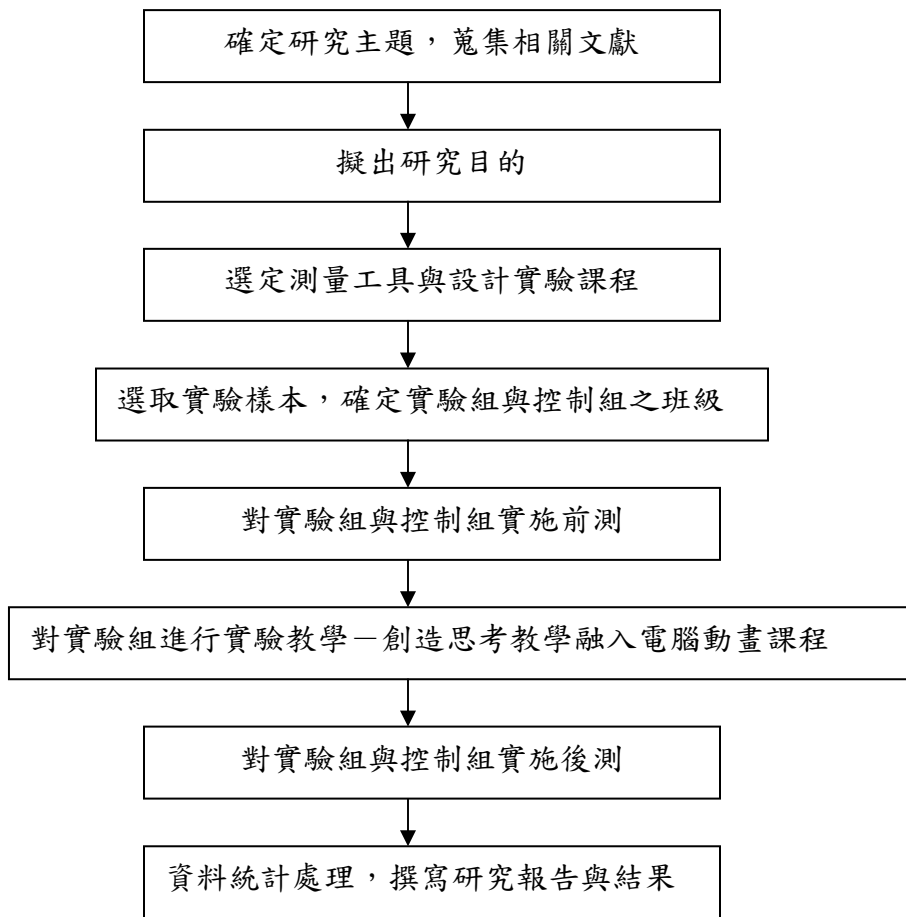 確定研究主題，蒐集相關文獻
擬出研究目的
選定測量工具與設計實驗課程
選取實驗樣本，確定實驗組與控制組之班級
對實驗組與控制組實施前測
對實驗組進行實驗教學－創造思考教學融入電腦動畫課程
對實驗組與控制組實施後測
資料統計處理，撰寫研究報告與結果